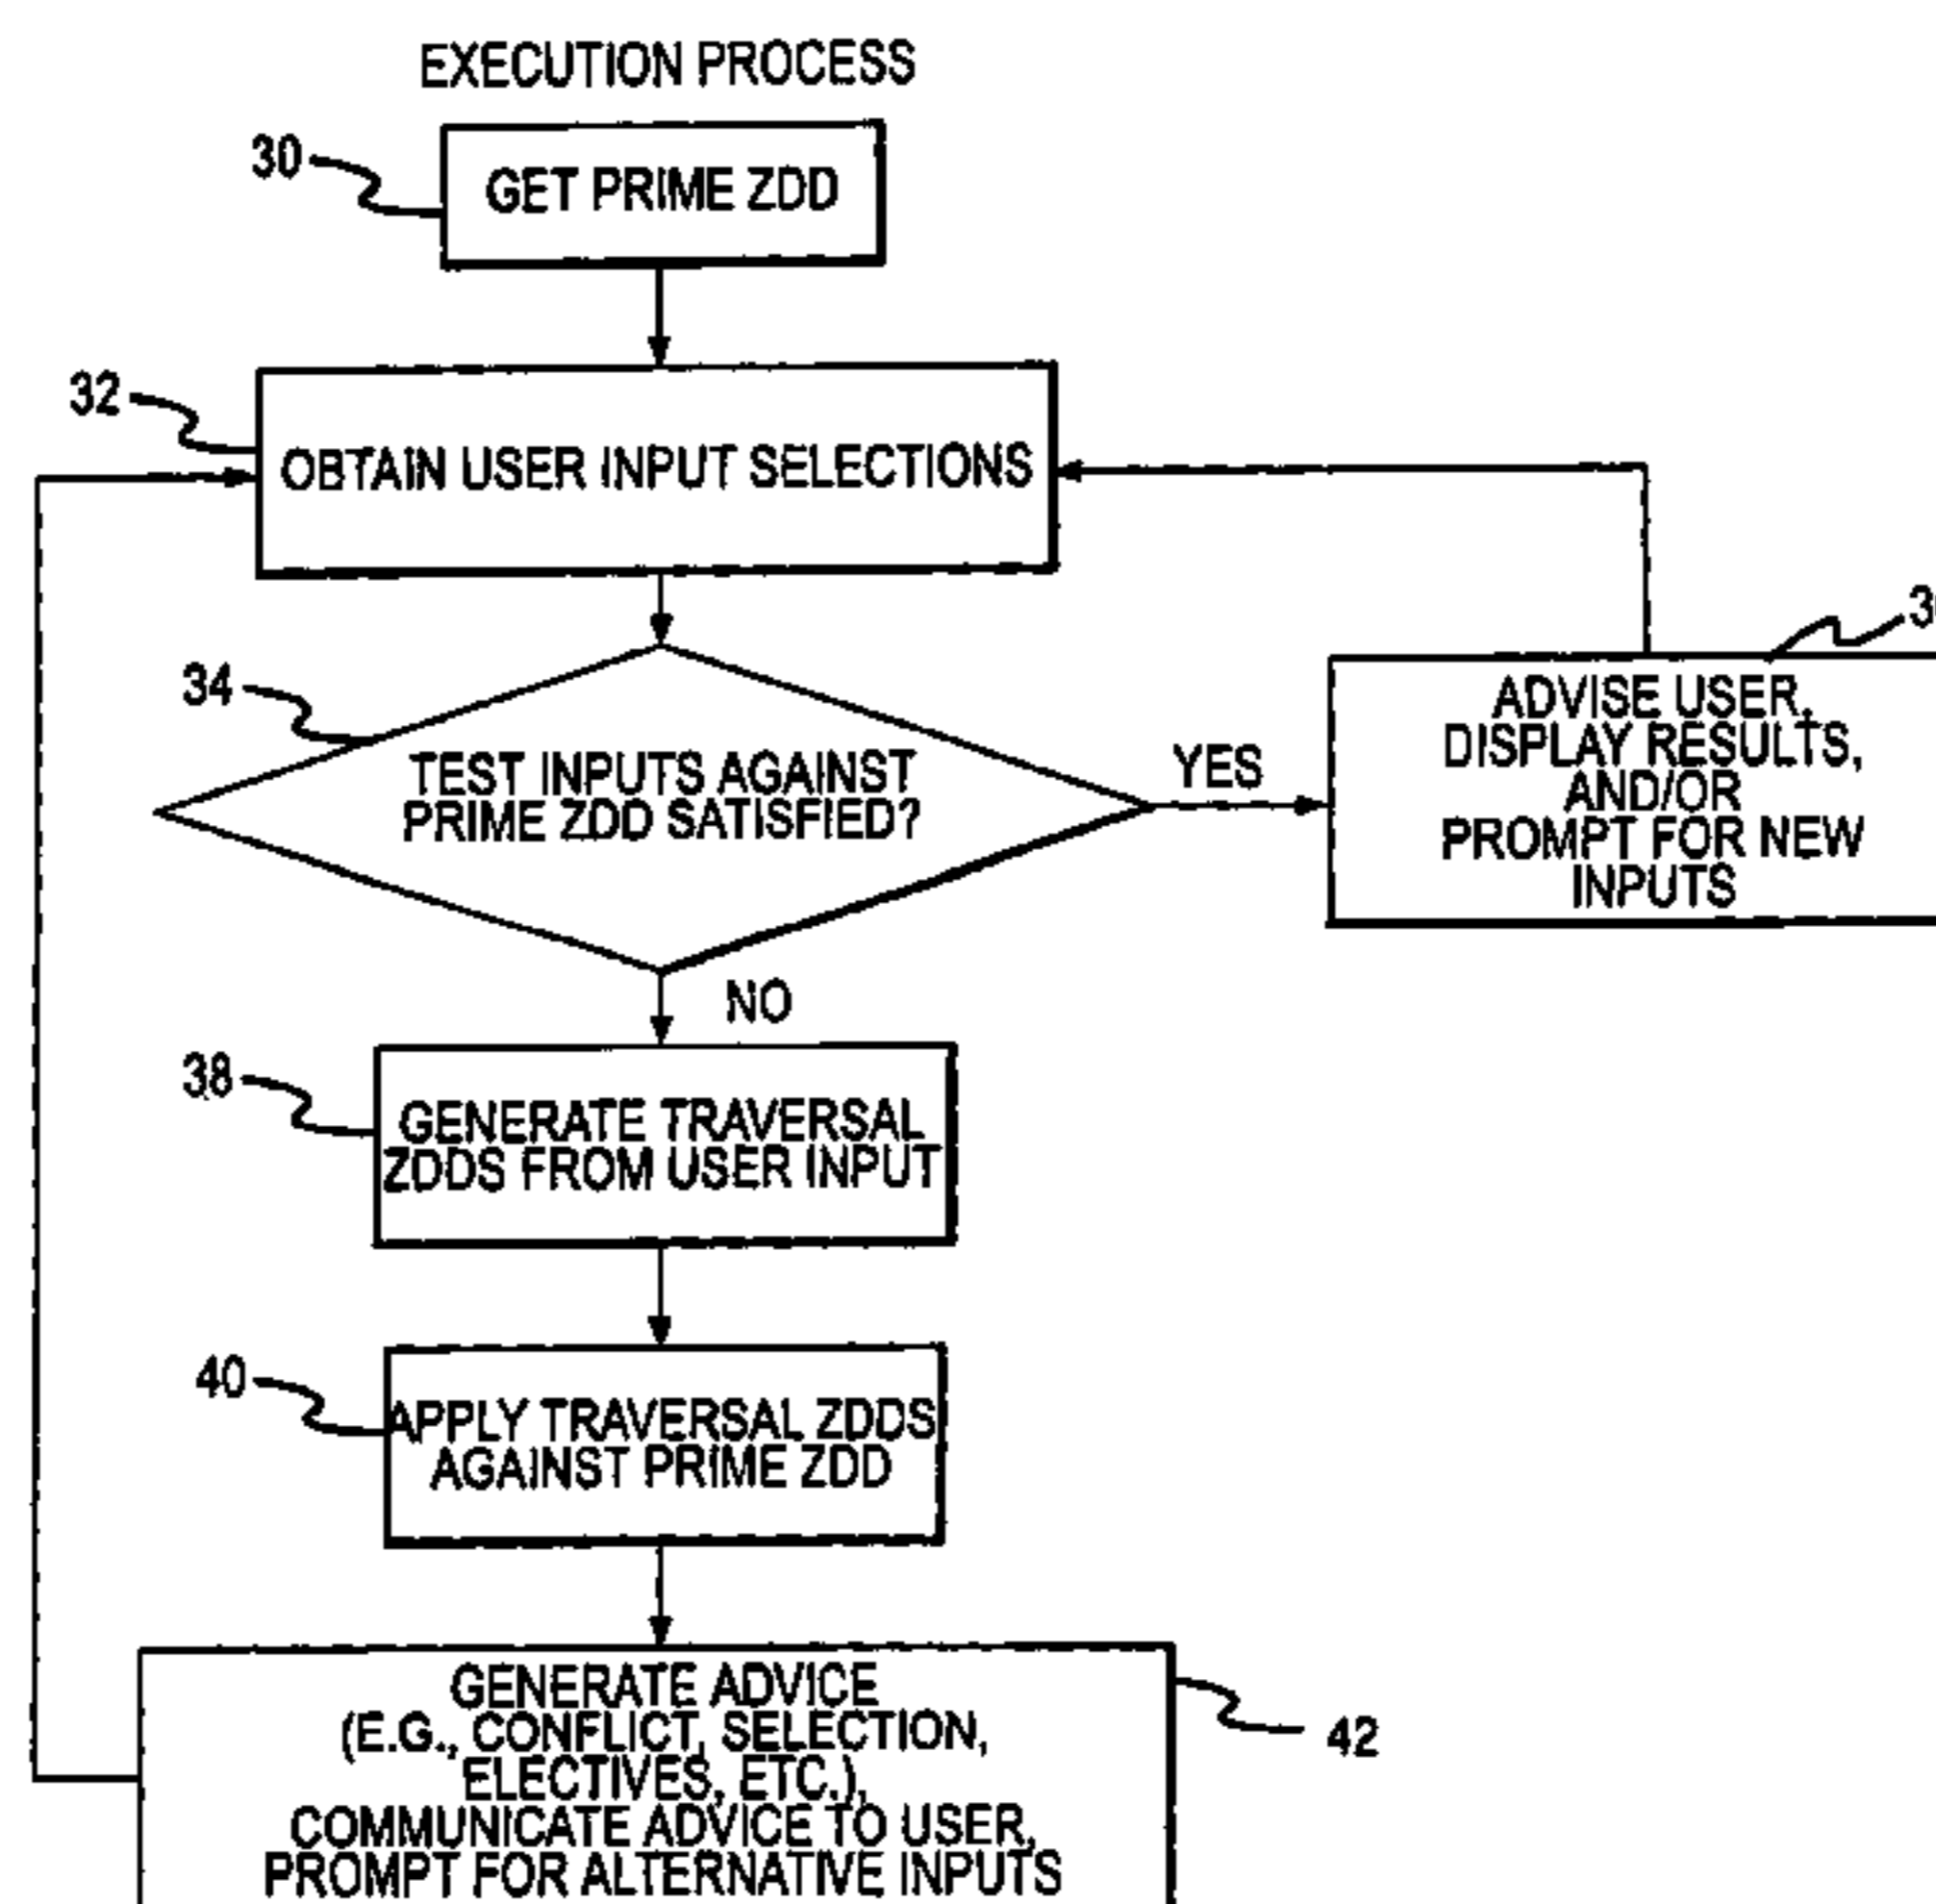 EXECUTION PROCESS
30
GET PRIME ZDD
32
OBTAIN USER INPUT SELECTIONS
34
TEST INPUTS AGAINST
PRIME ZDD SATISFIED?
YES
ADVISE USER,
DISPLAY RESULTS,
AND/OR
PROMPT FOR NEW
INPUTS
NO
38
GENERATE TRAVERSAL
ZDDS FROM USER INPUT
40
APPLY TRAVERSAL ZDDS
AGAINST PRIME ZDD
42
GENERATE ADVICE
(E.G., CONFLICT, SELECTION,
ELECTIVES, ETC.),
COMMUNICATE ADVICE TO USER,
PROMPT FOR ALTERNATIVE INPUTS